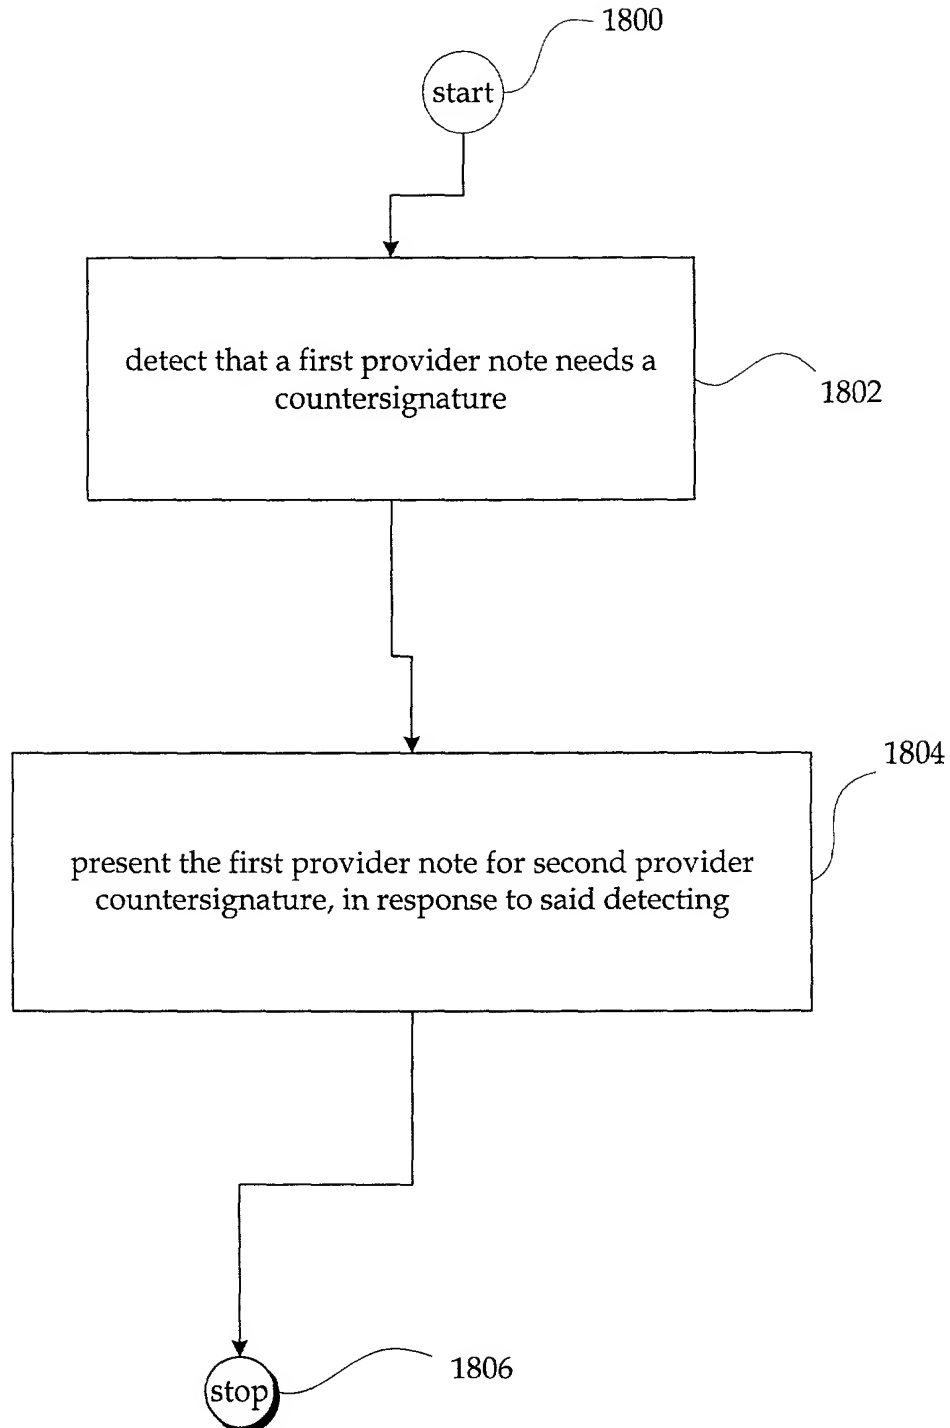 1800
start
detect that a first provider note needs a
countersignature
1802
1804
present the first provider note for second provider
countersignature, in response to said detecting
1806
stop